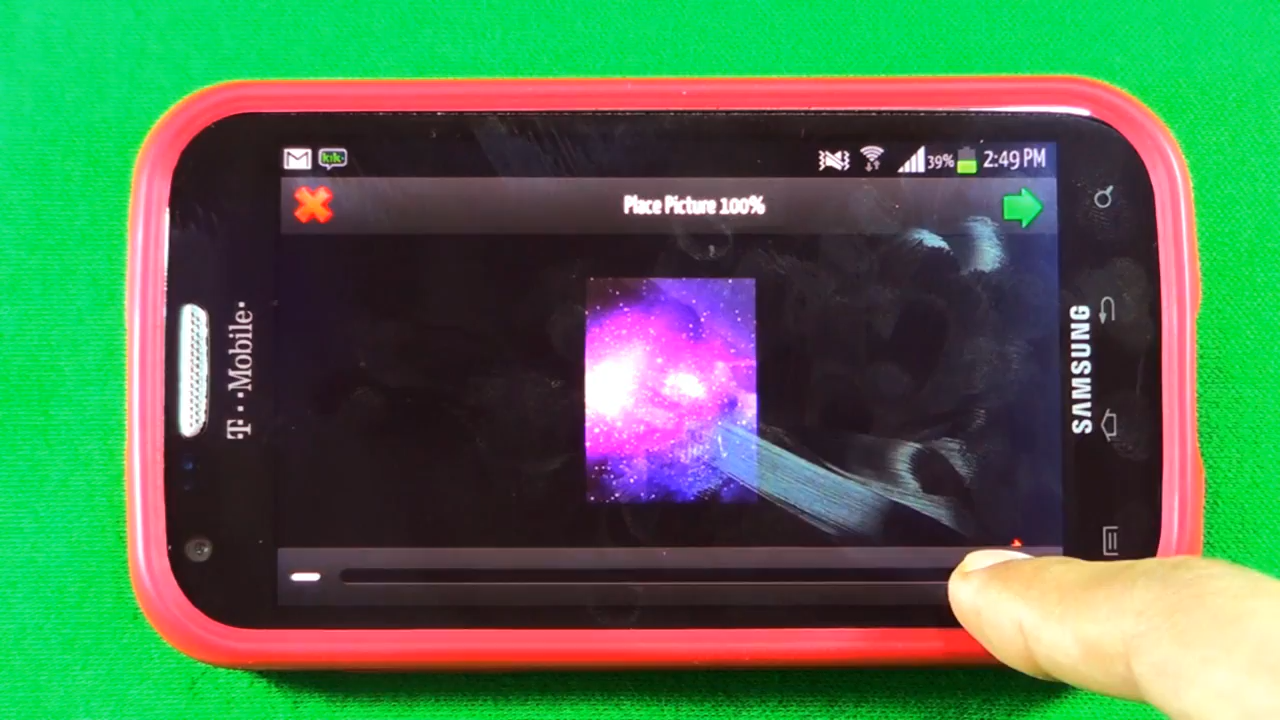 kik
39%
2:49 PM
Place Picture 100%
T··Mobile·
SAMSUNG